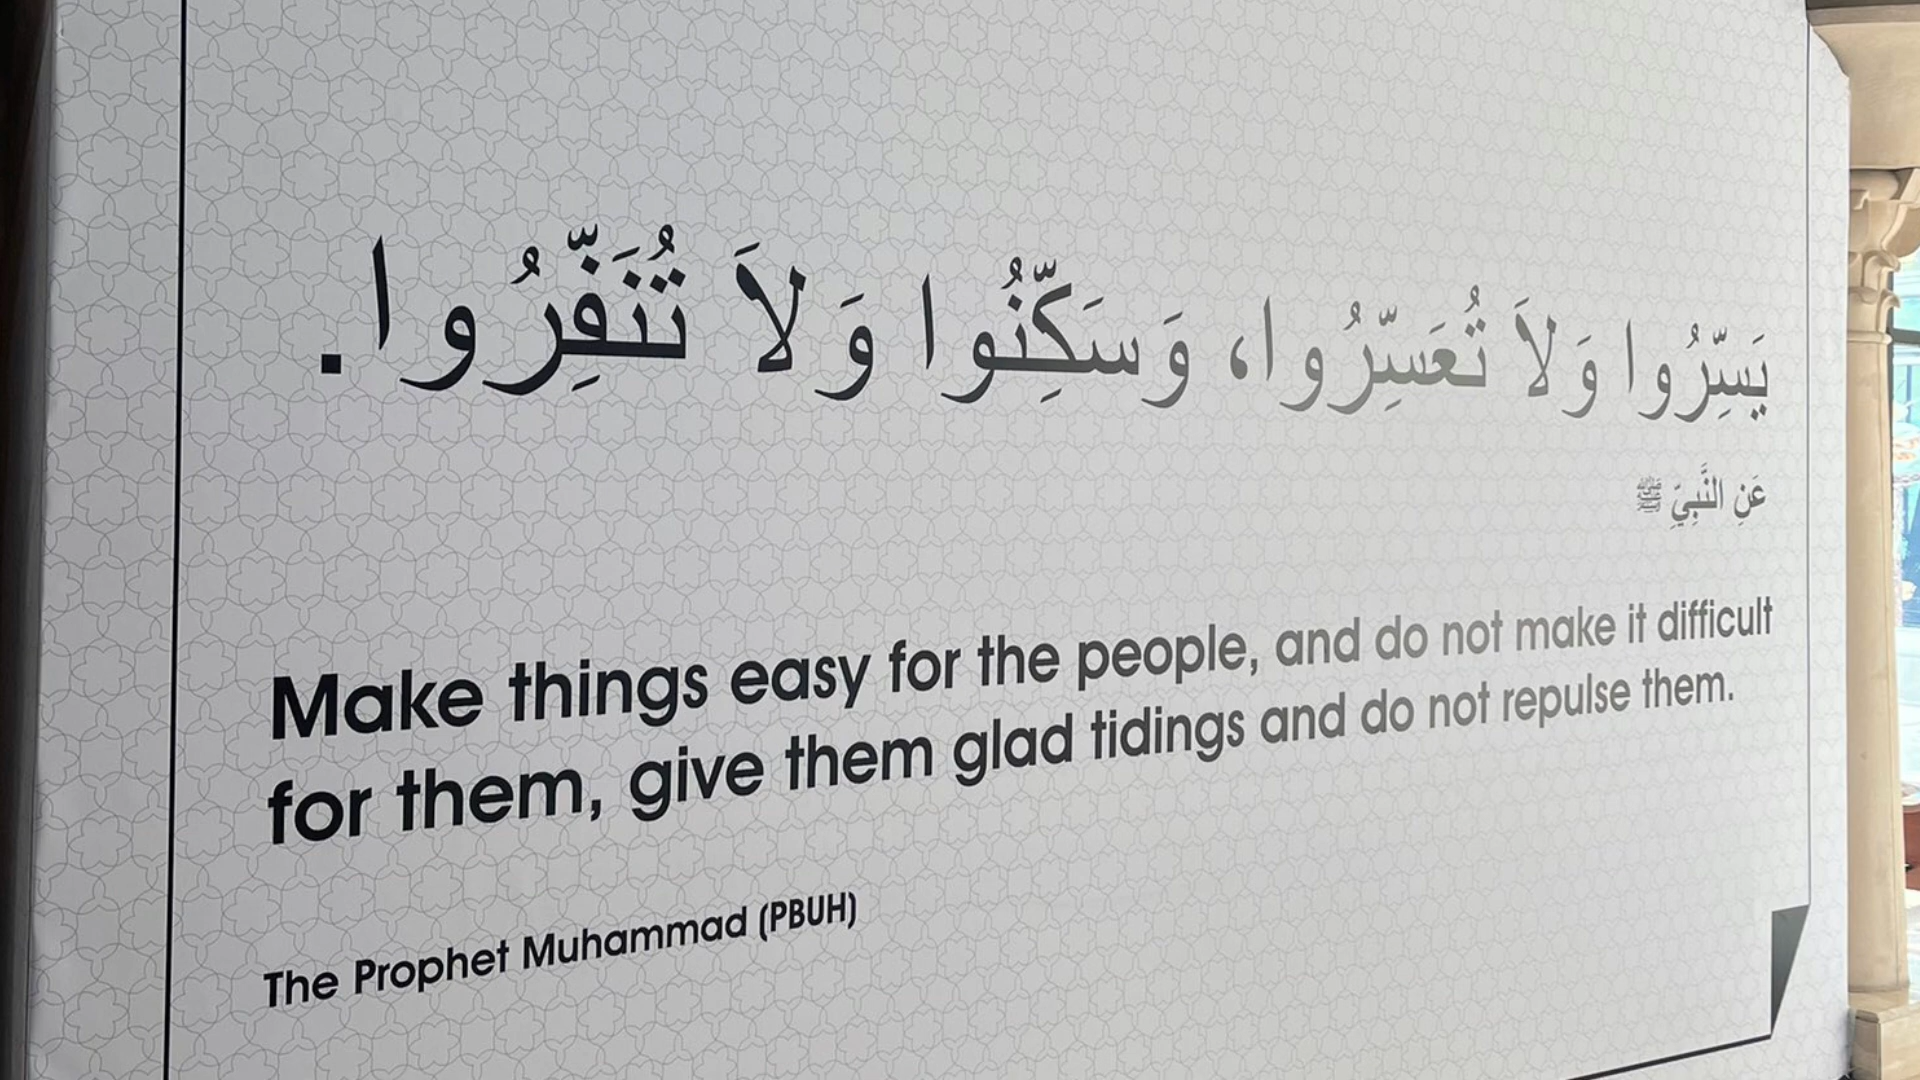 يَسِّرُوا وَلاَ تُعَسِّرُوا، وَسَكِّنُوا وَلاَ تُنَفِّرُوا.
عَنِ النَّبِيِّ ﷺ
Make things easy for the people, and do not make it difficult
for them, give them glad tidings and do not repulse them.
The Prophet Muhammad (PBUH)